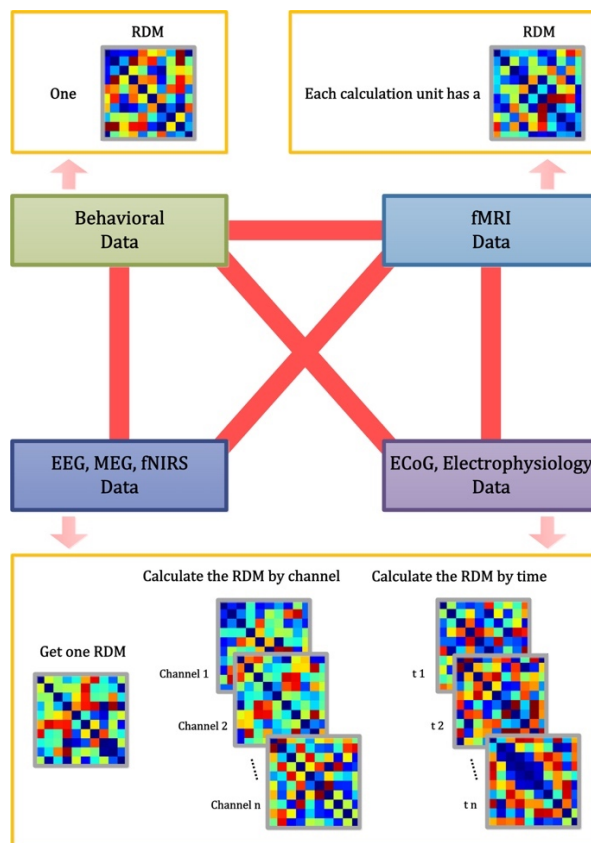 RDM
One
RDM
Each calculation unit has a
Behavioral
Data
fMRI
Data
EEG, MEG, fNIRS
Data
ECoG, Electrophysiology
Data
Get one RDM
Calculate the RDM by channel
Channel 1
Channel 2
Channel n
Calculate the RDM by time
t 1
t 2
t n